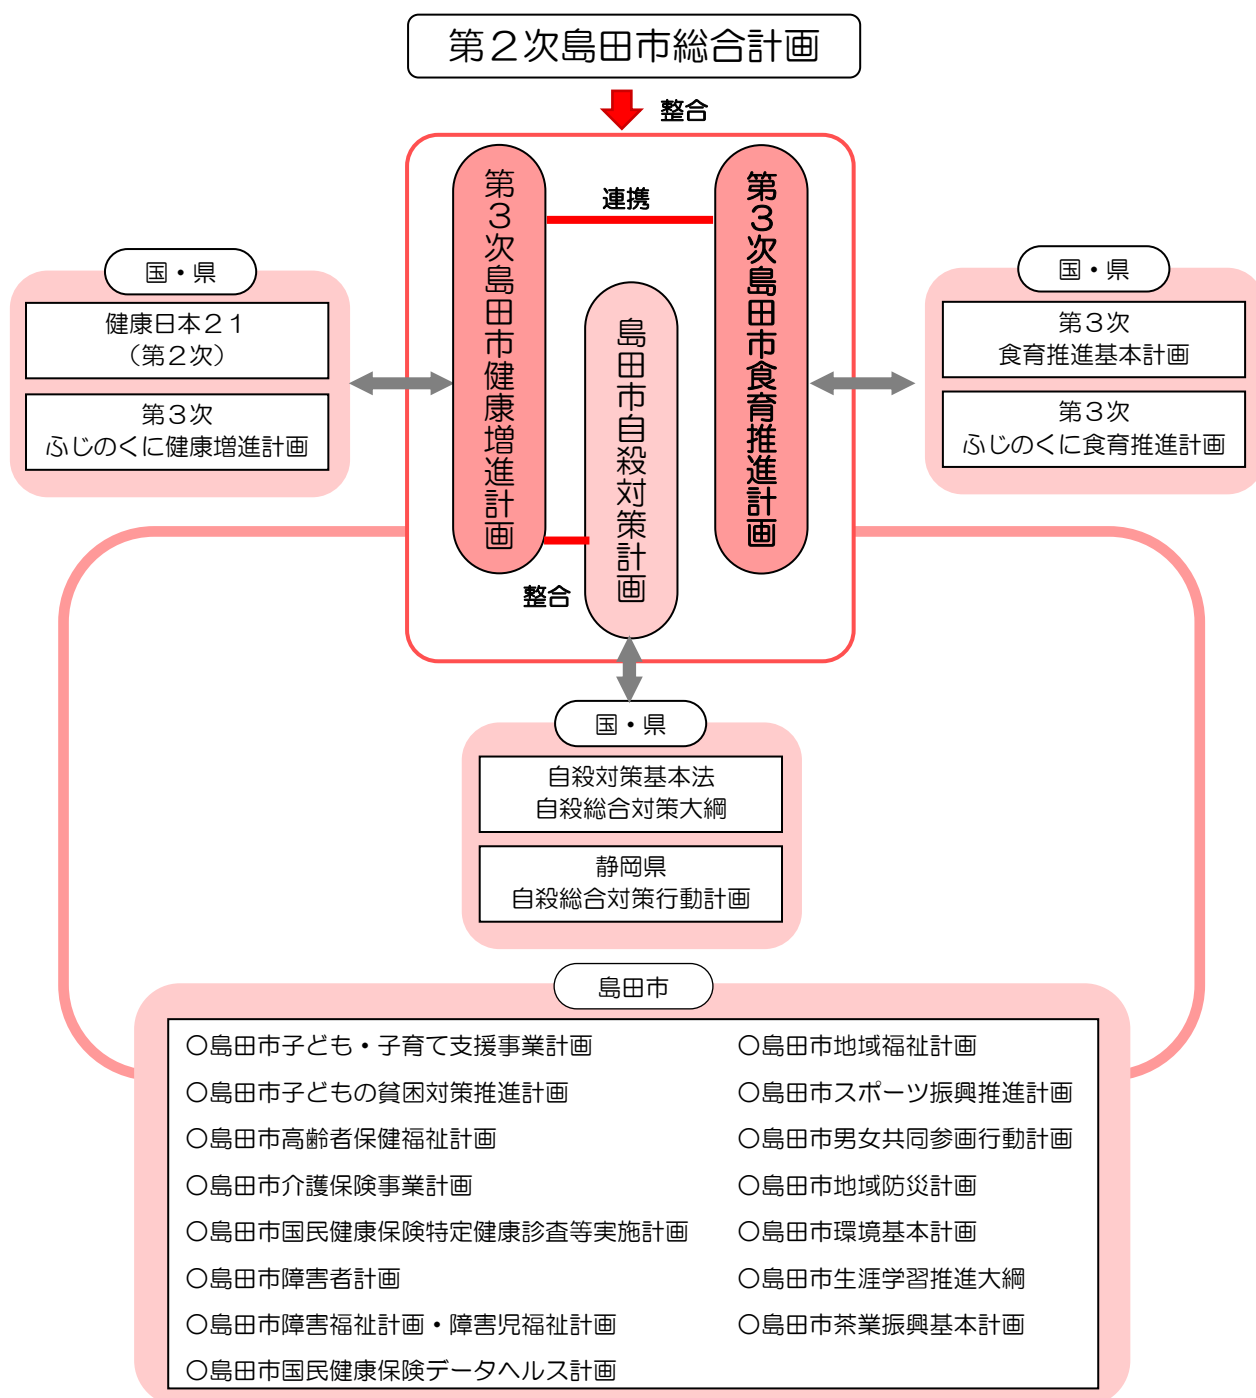 第２次島田市総合計画
整合
第３次島田市健康増進計画
連携
第３次島田市食育推進計画
島田市自殺対策計画
整合
国・県
健康日本２１
（第２次）
第３次
ふじのくに健康増進計画
国・県
第３次
食育推進基本計画
第３次
ふじのくに食育推進計画
国・県
自殺対策基本法
自殺総合対策大綱
静岡県
自殺総合対策行動計画
島田市
〇島田市子ども・子育て支援事業計画
〇島田市子どもの貧困対策推進計画
〇島田市高齢者保健福祉計画
〇島田市介護保険事業計画
〇島田市国民健康保険特定健康診査等実施計画
〇島田市障害者計画
〇島田市障害福祉計画・障害児福祉計画
〇島田市国民健康保険データヘルス計画
〇島田市地域福祉計画
〇島田市スポーツ振興推進計画
〇島田市男女共同参画行動計画
〇島田市地域防災計画
〇島田市環境基本計画
〇島田市生涯学習推進大綱
〇島田市茶業振興基本計画